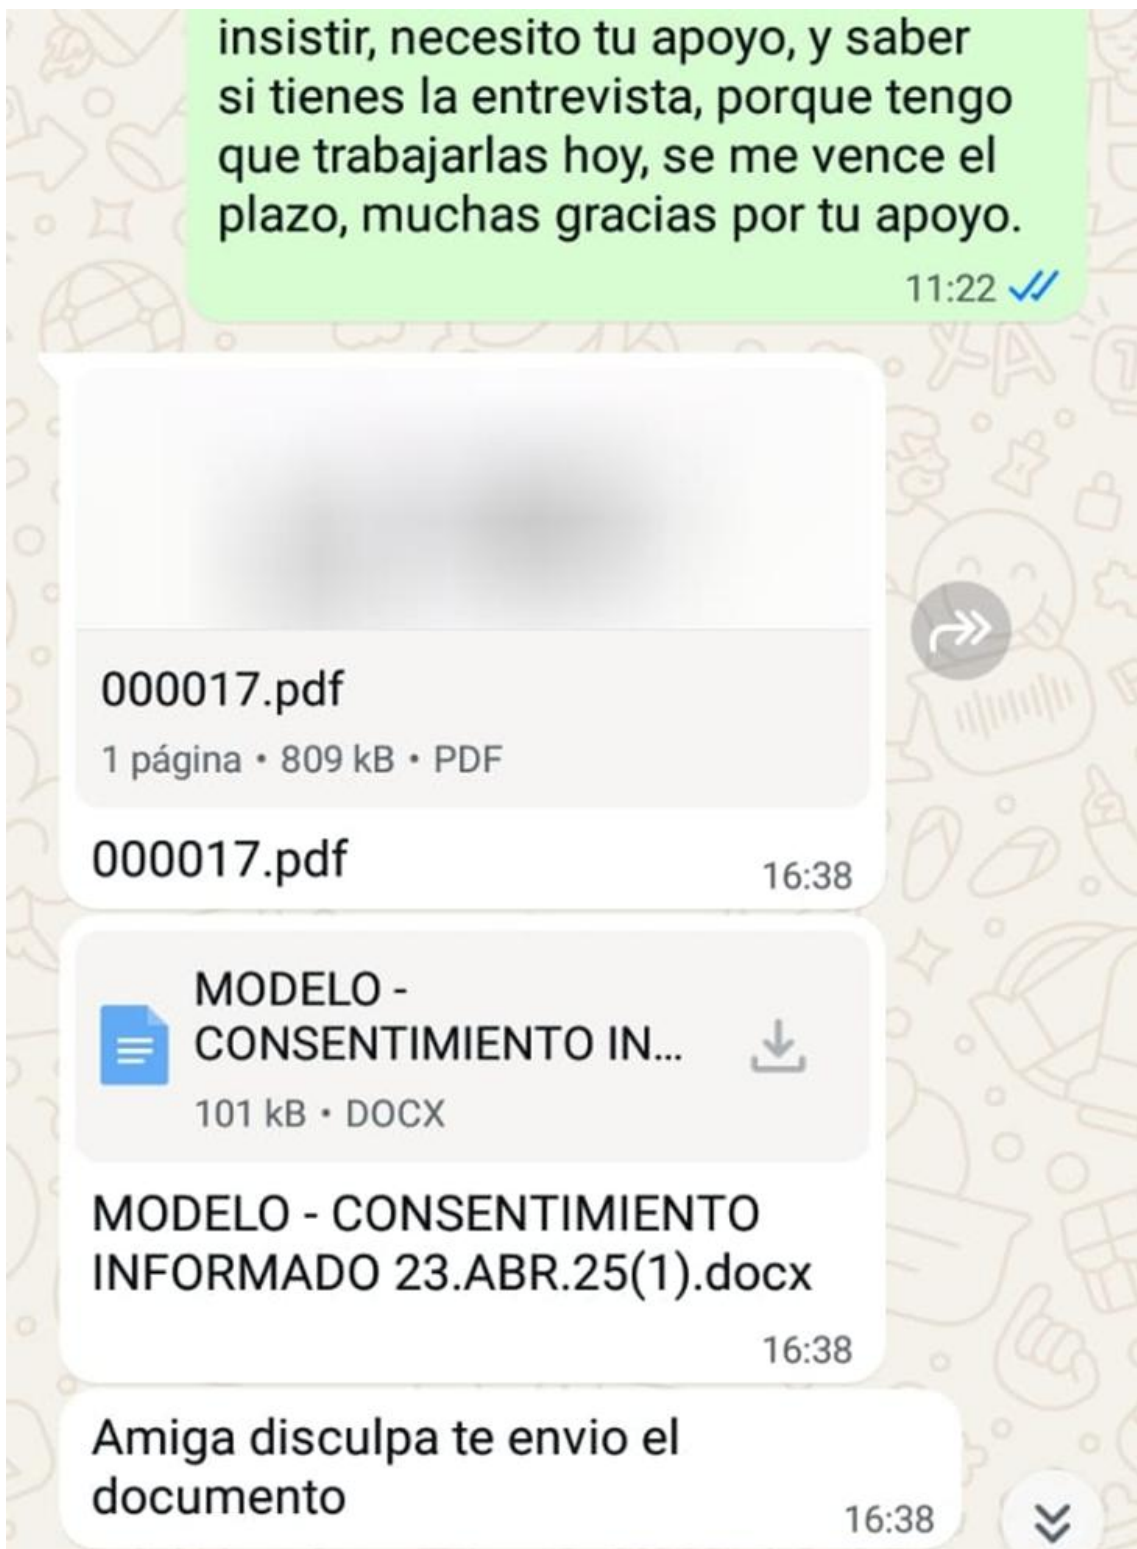 insistir, necesito tu apoyo, y saber
si tienes la entrevista, porque tengo
que trabajarlas hoy, se me vence el
plazo, muchas gracias por tu apoyo.
11:22
000017.pdf
1 página • 809 kB • PDF
000017.pdf
16:38
MODELO -
CONSENTIMIENTO IN...
101 kB • DOCX
MODELO - CONSENTIMIENTO
INFORMADO 23.ABR.25(1).docx
16:38
Amiga disculpa te envio el
documento
16:38